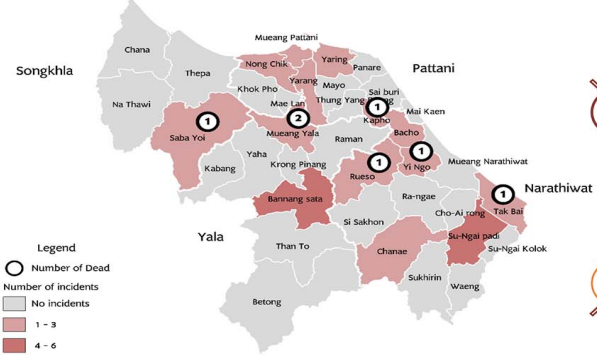 Mueang Pattani
Chana
Nong Chik
Yaring
Songkhla
Thepa
Panare
Pattani
Yarang
Mayo
Khok Pho
Sai buri
Na Thawi
Mae Lan
Thung Yang
1
Mai Kaen
1
2
Kapho
Saba Yoi
Mueang Yala
Bacho
Raman
1
Yaha
Mueang Narathiwat
Kabang
Krong Pinang
1
Yi Ngo
Rueso
1
Narathiwat
Bannang sata
Ra-ngae
Cho-Ai rong
Tak Bai
Si Sakhon
Yala
Su-Ngai padi
Than To
Chanae
Su-Ngai Kolok
Legend
Number of Dead
Sukhirin
Waeng
Number of incidents
Betong
No incidents
1 - 3
4 - 6